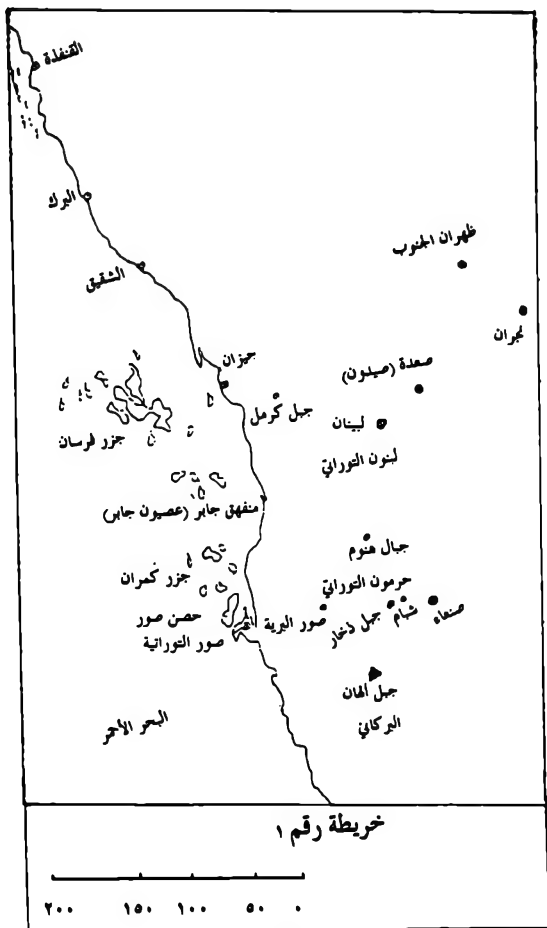 القنفذة
البرك
الشقيق
ظهران الجنوب
نجران
جيزان
صعدة (صيدون)
جبل كرمل
لبينان
لبنون التوراتي
جزر فرسان
منفهق جابر (عصيون جابر)
جبال هنوم
حرمون التوراتي
جزر كمران
حصن صور
صور التوراتية
صور البرية
جبل ذخار
شبام
صنعاء
جبل الهان
البركاني
البحر الأحمر
خريطة رقم ١
٢٠٠ ١٥٠ ١٠٠ ٥٠ ٠